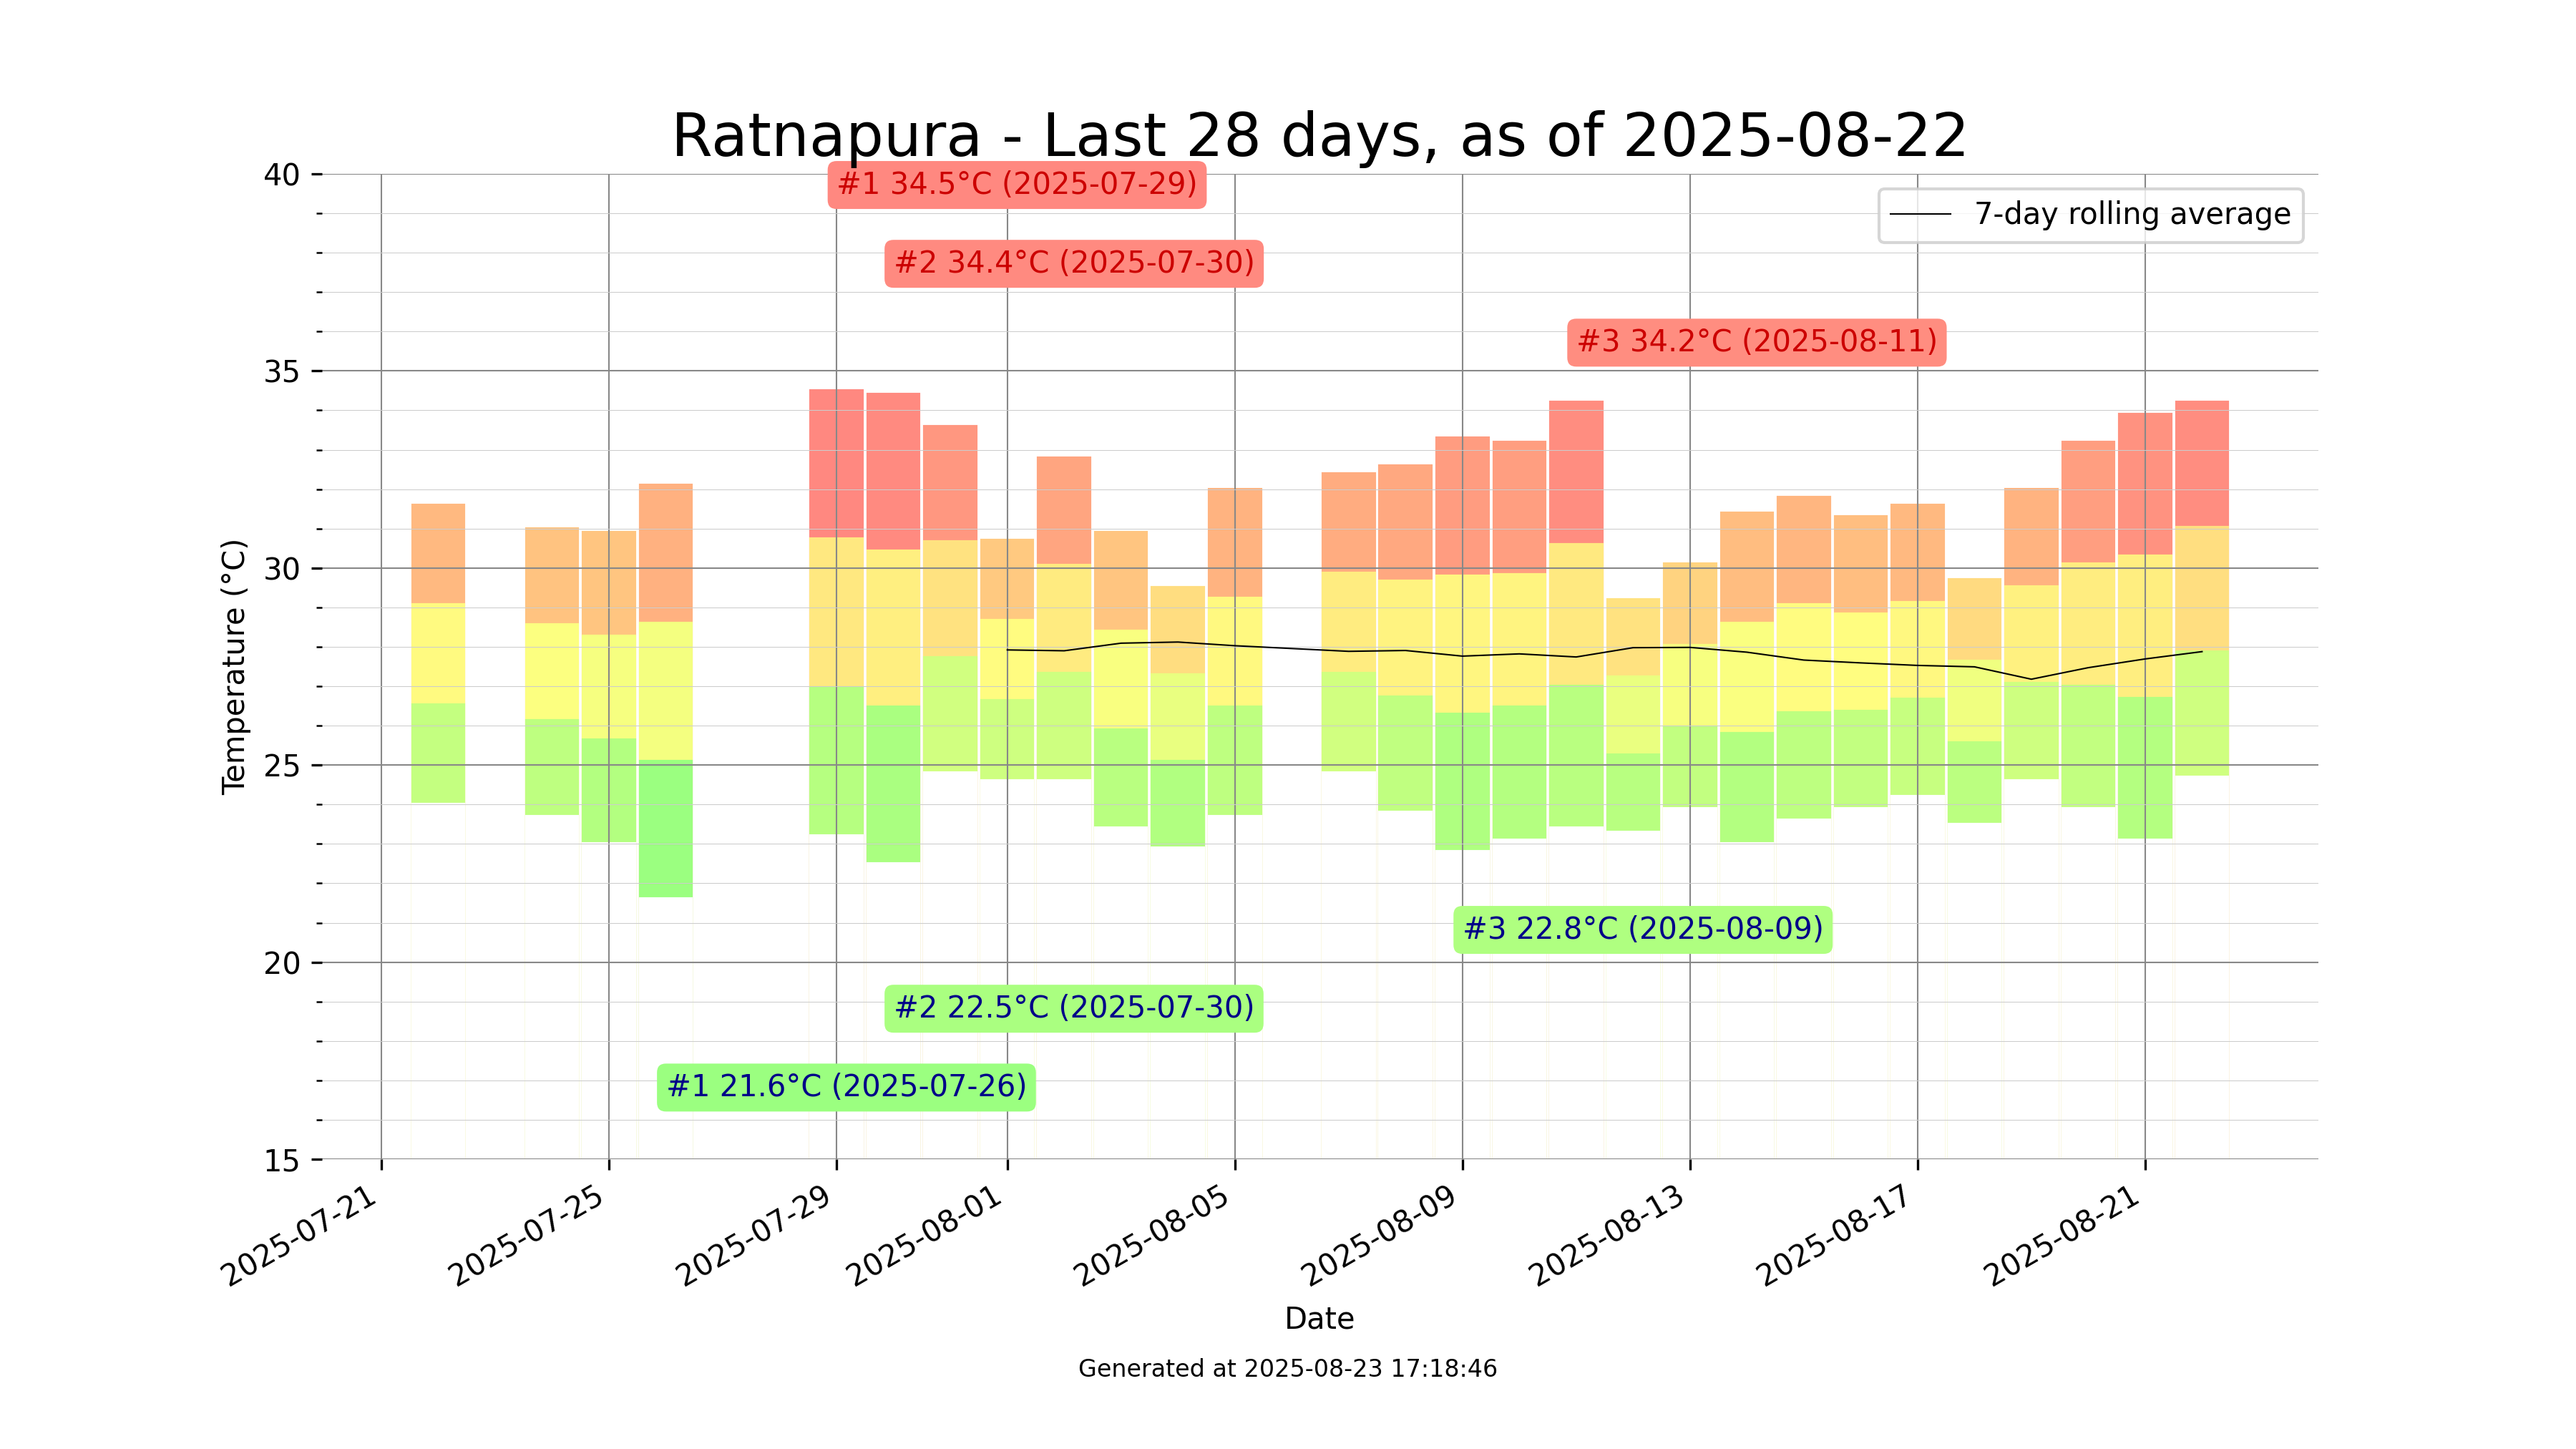 Ratnapura - Last 28 days, as of 2025-08-22
#1 34.5°C (2025-07-29)
#2 34.4°C (2025-07-30)
#3 34.2°C (2025-08-11)
7-day rolling average
Temperature (°C)
40
35
30
25
20
15
#3 22.8°C (2025-08-09)
#2 22.5°C (2025-07-30)
#1 21.6°C (2025-07-26)
2025-07-21
2025-07-25
2025-07-29
2025-08-01
2025-08-05
2025-08-09
2025-08-13
2025-08-17
2025-08-21
Date
Generated at 2025-08-23 17:18:46